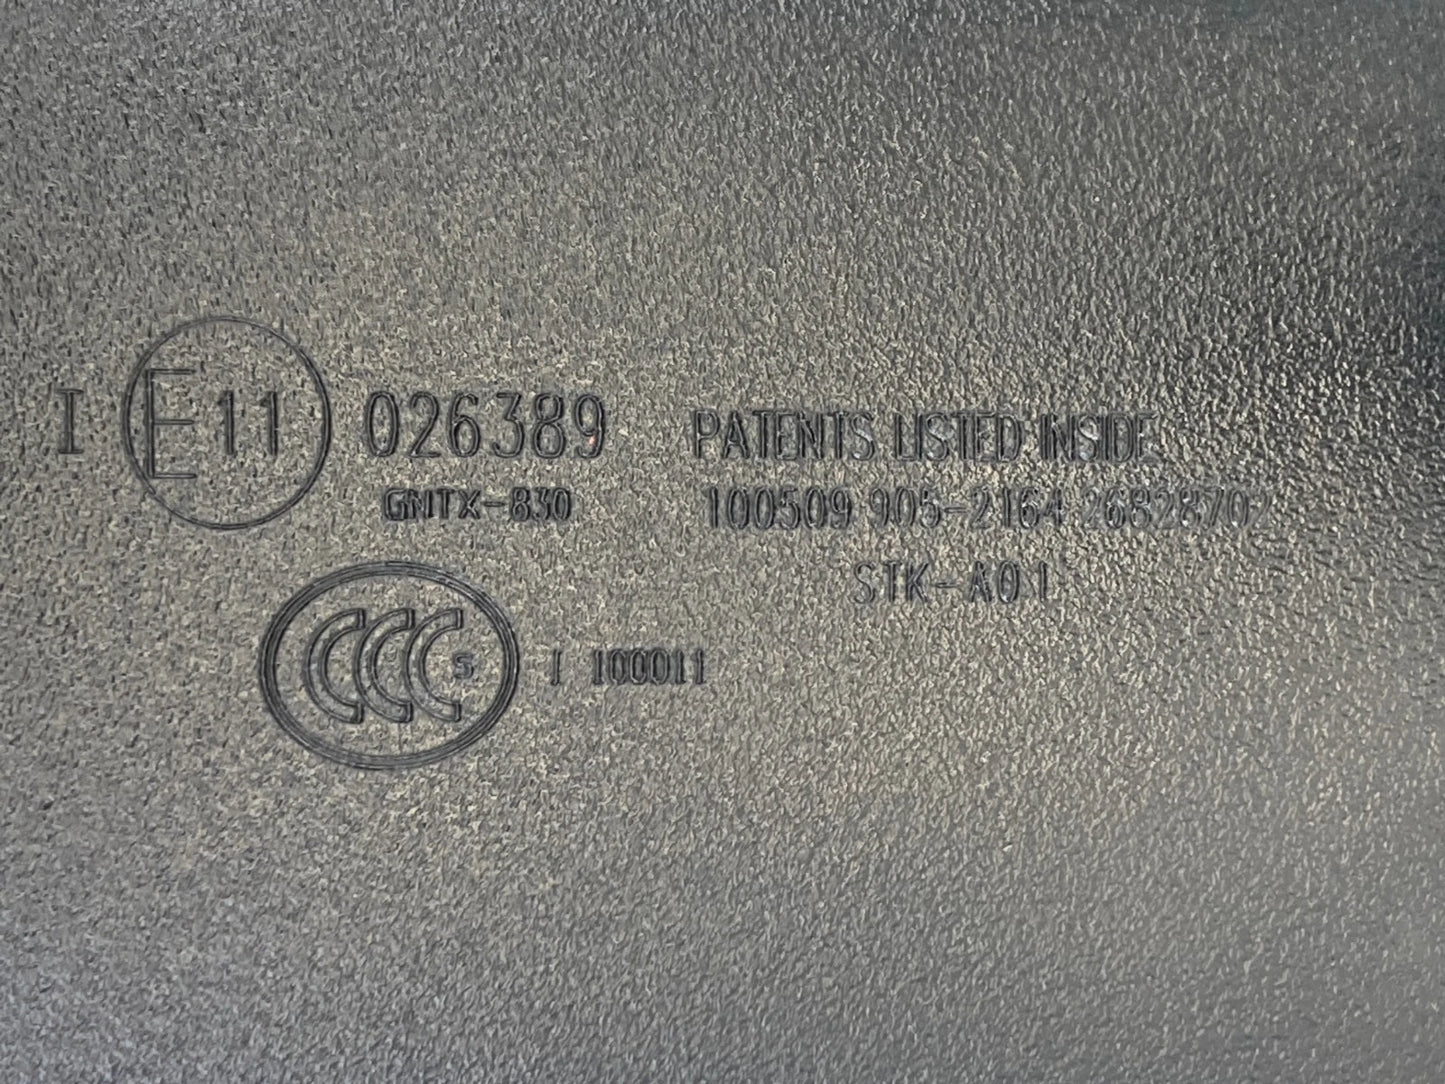 I E11 026389
GNTX-830
PATENTS LISTED INSIDE
100509 905-2164 26828702
STK-A01
CCC S I 100011